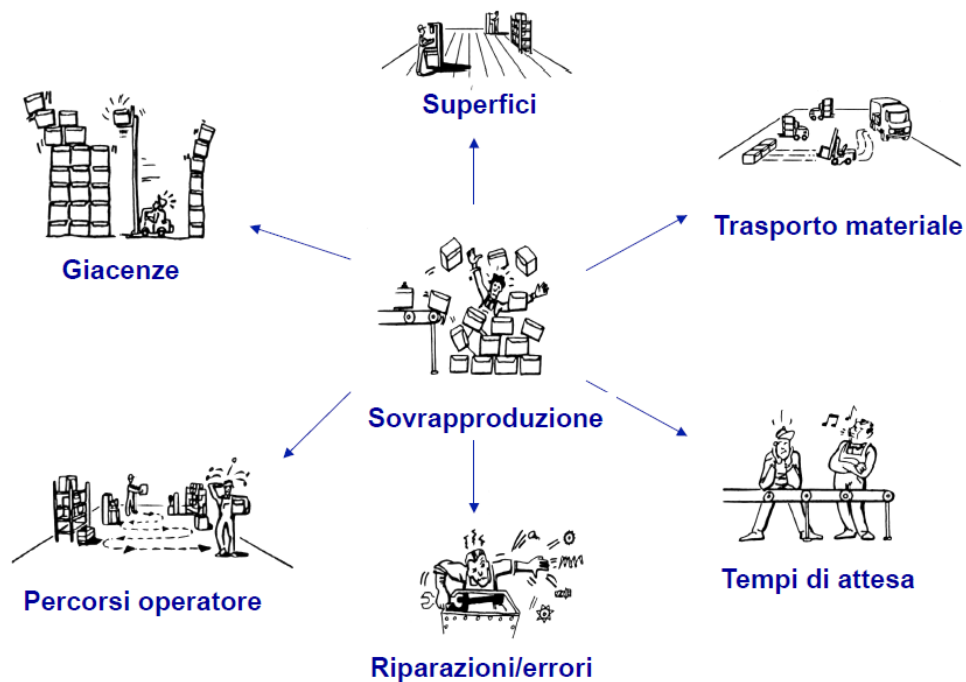 Superfici
Trasporto materiale
Giacenze
Sovrapproduzione
Percorsi operatore
Tempi di attesa
Riparazioni/errori